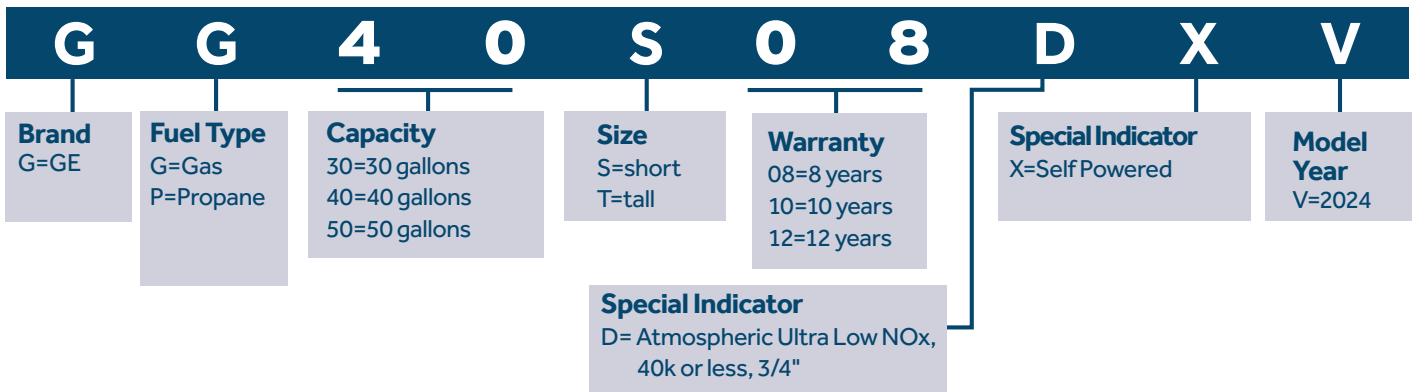 G G 4 0 S 0 8 D X V
Brand
G=GE
Fuel Type
G=Gas
P=Propane
Capacity
30=30 gallons
40=40 gallons
50=50 gallons
Size
S=short
T=tall
Warranty
08=8 years
10=10 years
12=12 years
Special Indicator
X=Self Powered
Model
Year
V=2024
Special Indicator
D= Atmospheric Ultra Low NOx,
40k or less, 3/4"